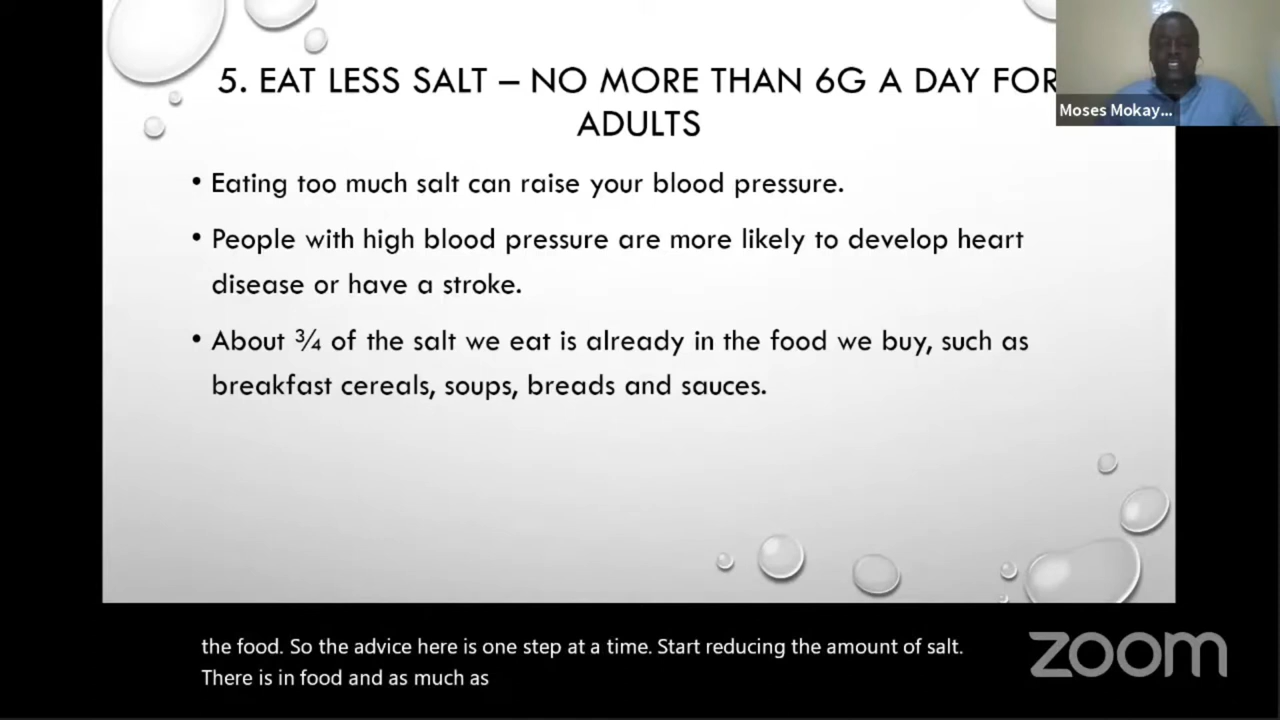 5. EAT LESS SALT – NO MORE THAN 6G A DAY FOR
ADULTS
Moses Mokay...
• Eating too much salt can raise your blood pressure.
• People with high blood pressure are more likely to develop heart
disease or have a stroke.
• About ¾ of the salt we eat is already in the food we buy, such as
breakfast cereals, soups, breads and sauces.
the food. So the advice here is one step at a time. Start reducing the amount of salt.
There is in food and as much as
zoom